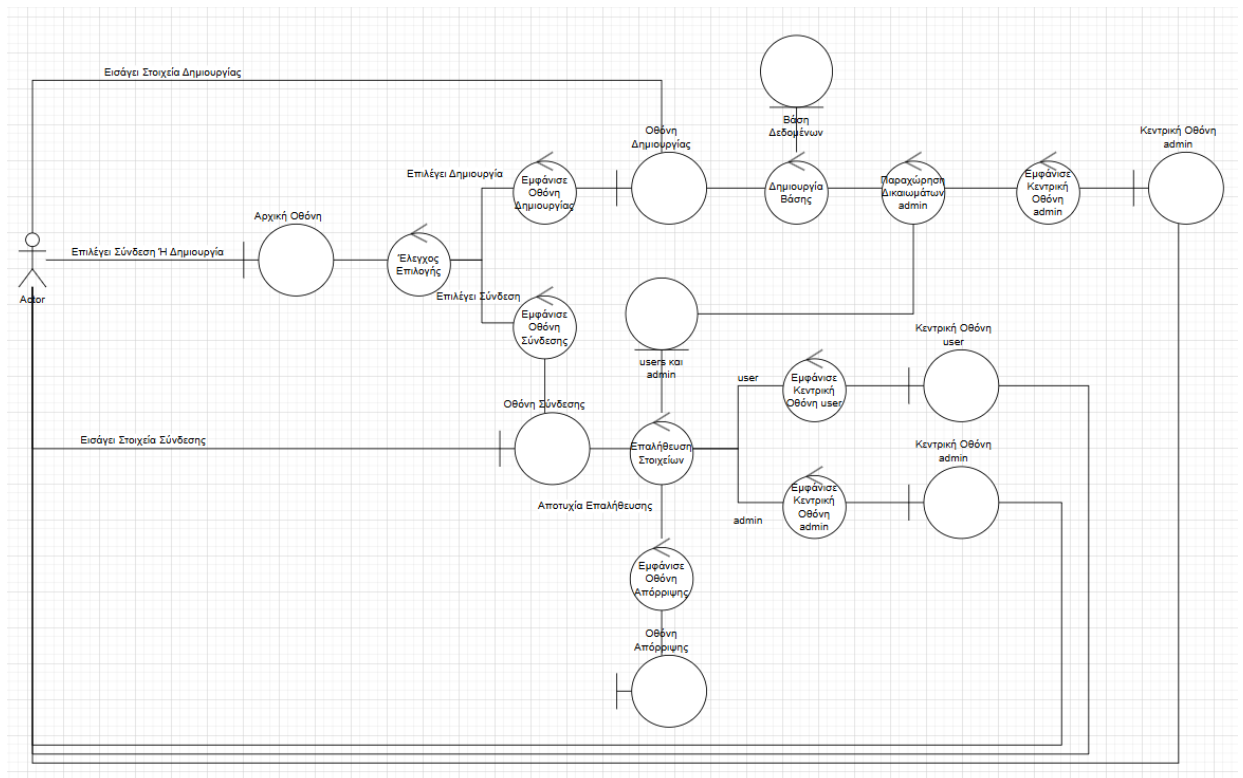 Εισάγει Στοιχεία Δημιουργίας
Βάση
Δεδομένων
Οθόνη
Δημιουργίας
Κεντρική Οθόνη
admin
Επιλέγει Δημιουργία
Εμφάνισε
Οθόνη
Δημιουργίας
Δημιουργία
Βάσης
Παραχώρηση
Δικαιωμάτων
admin
Εμφάνισε
Κεντρική
Οθόνη
admin
Αρχική Οθόνη
Επιλέγει Σύνδεση Ή Δημιουργία
Έλεγχος
Επιλογής
Actor
Επιλέγει Σύνδεση
Εμφάνισε
Οθόνη
Σύνδεσης
users και
admin
Κεντρική Οθόνη
user
user
Εμφάνισε
Κεντρική
Οθόνη user
Οθόνη Σύνδεσης
Εισάγει Στοιχεία Σύνδεσης
Επαλήθευση
Στοιχείων
Κεντρική Οθόνη
admin
Αποτυχία Επαλήθευσης
admin
Εμφάνισε
Κεντρική
Οθόνη
admin
Εμφάνισε
Οθόνη
Απόρριψης
Οθόνη
Απόρριψης